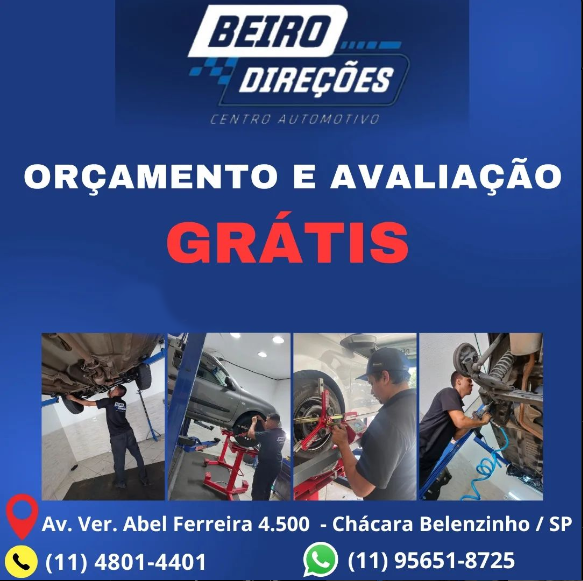 BEIRO
DIREÇÕES
CENTRO AUTOMOTIVO
ORÇAMENTO E AVALIAÇÃO
GRÁTIS
Av. Ver. Abel Ferreira 4.500 - Chácara Belenzinho / SP
(11) 4801-4401 (11) 95651-8725